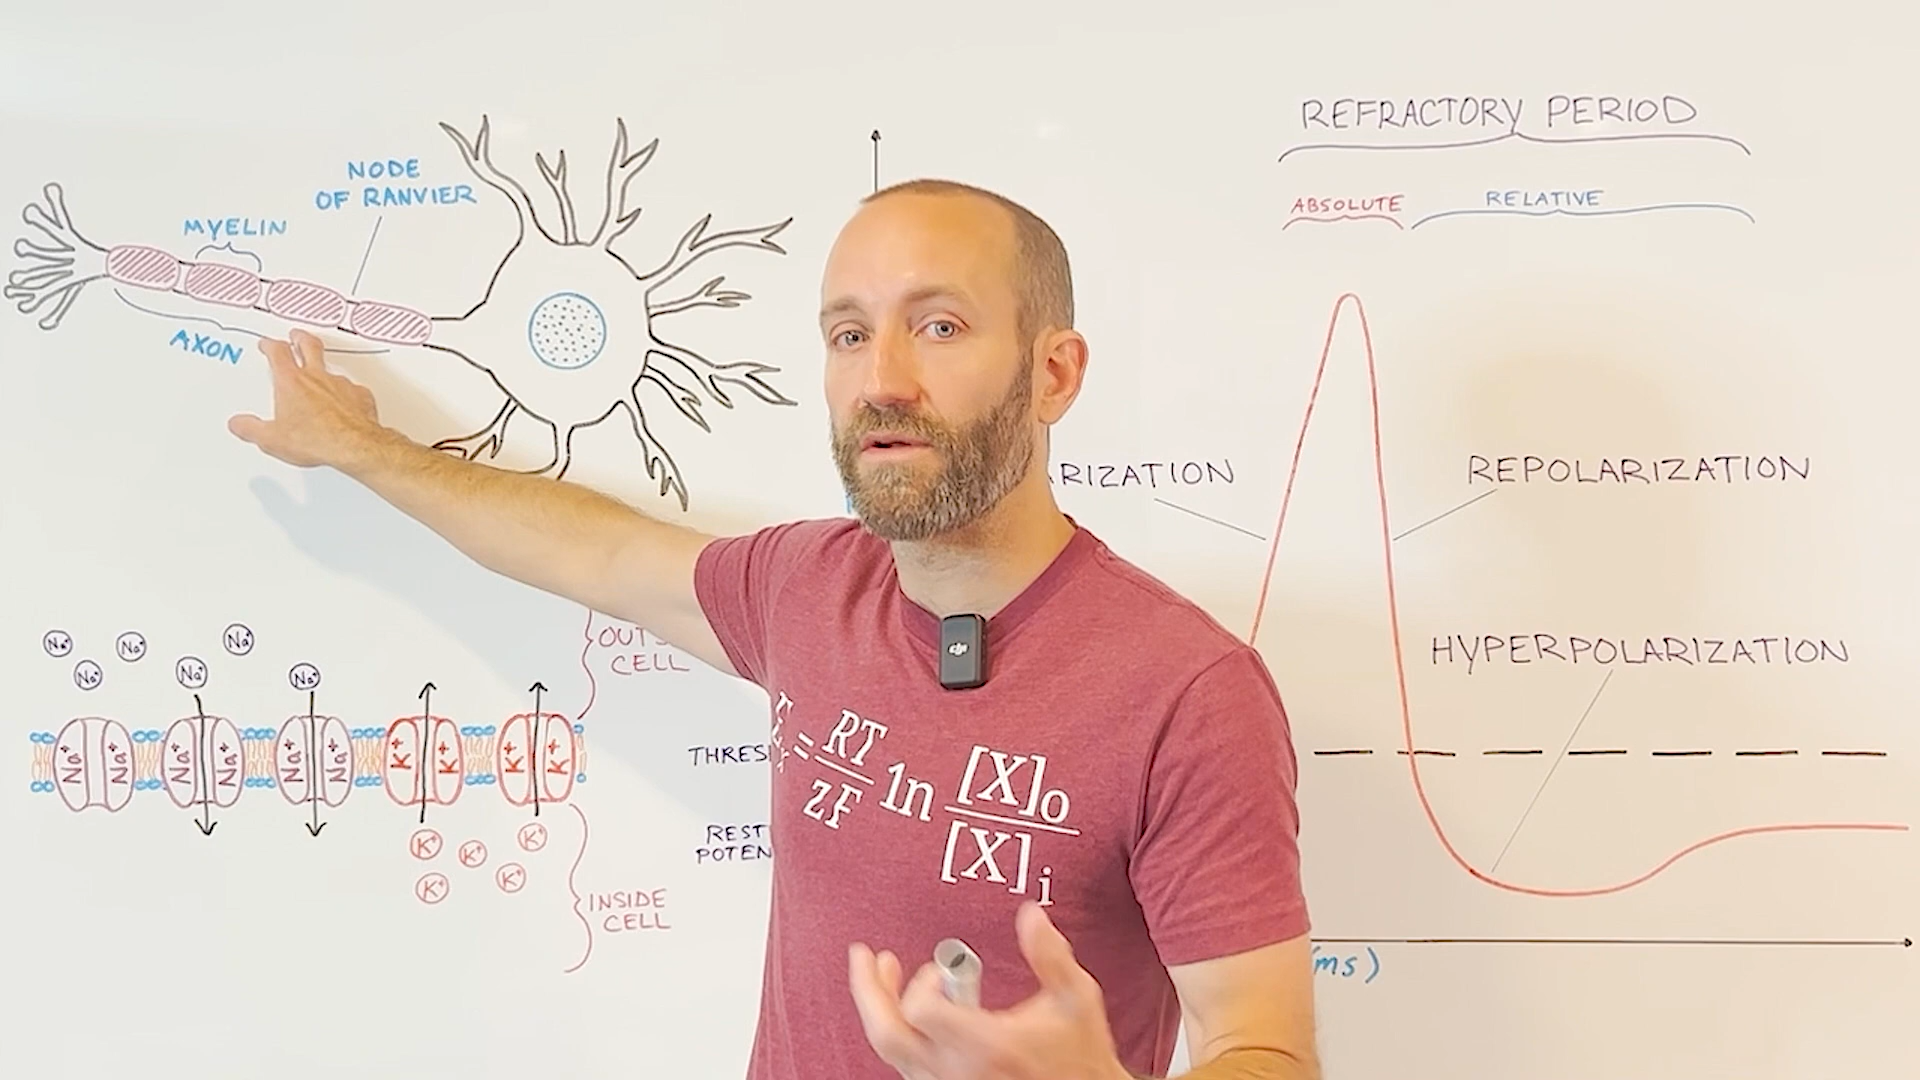 REFRACTORY PERIOD
ABSOLUTE
RELATIVE
NODE
OF RANVIER
MYELIN
AXON
RIZATION
REPOLARIZATION
HYPERPOLARIZATION
Na⁺
Na⁺
Na⁺
Na⁺
Na⁺
Na⁺
OUTS
CELL
Na⁺ Na⁺ Na⁺ Na⁺ Na⁺ Na⁺ K⁺ K⁺ K⁺ K⁺
K⁺
K⁺
K⁺
K⁺
K⁺
INSIDE
CELL
THRES
REST
POTEN
= RT/ZF ln [X]o/[X]i
dji
(ms)